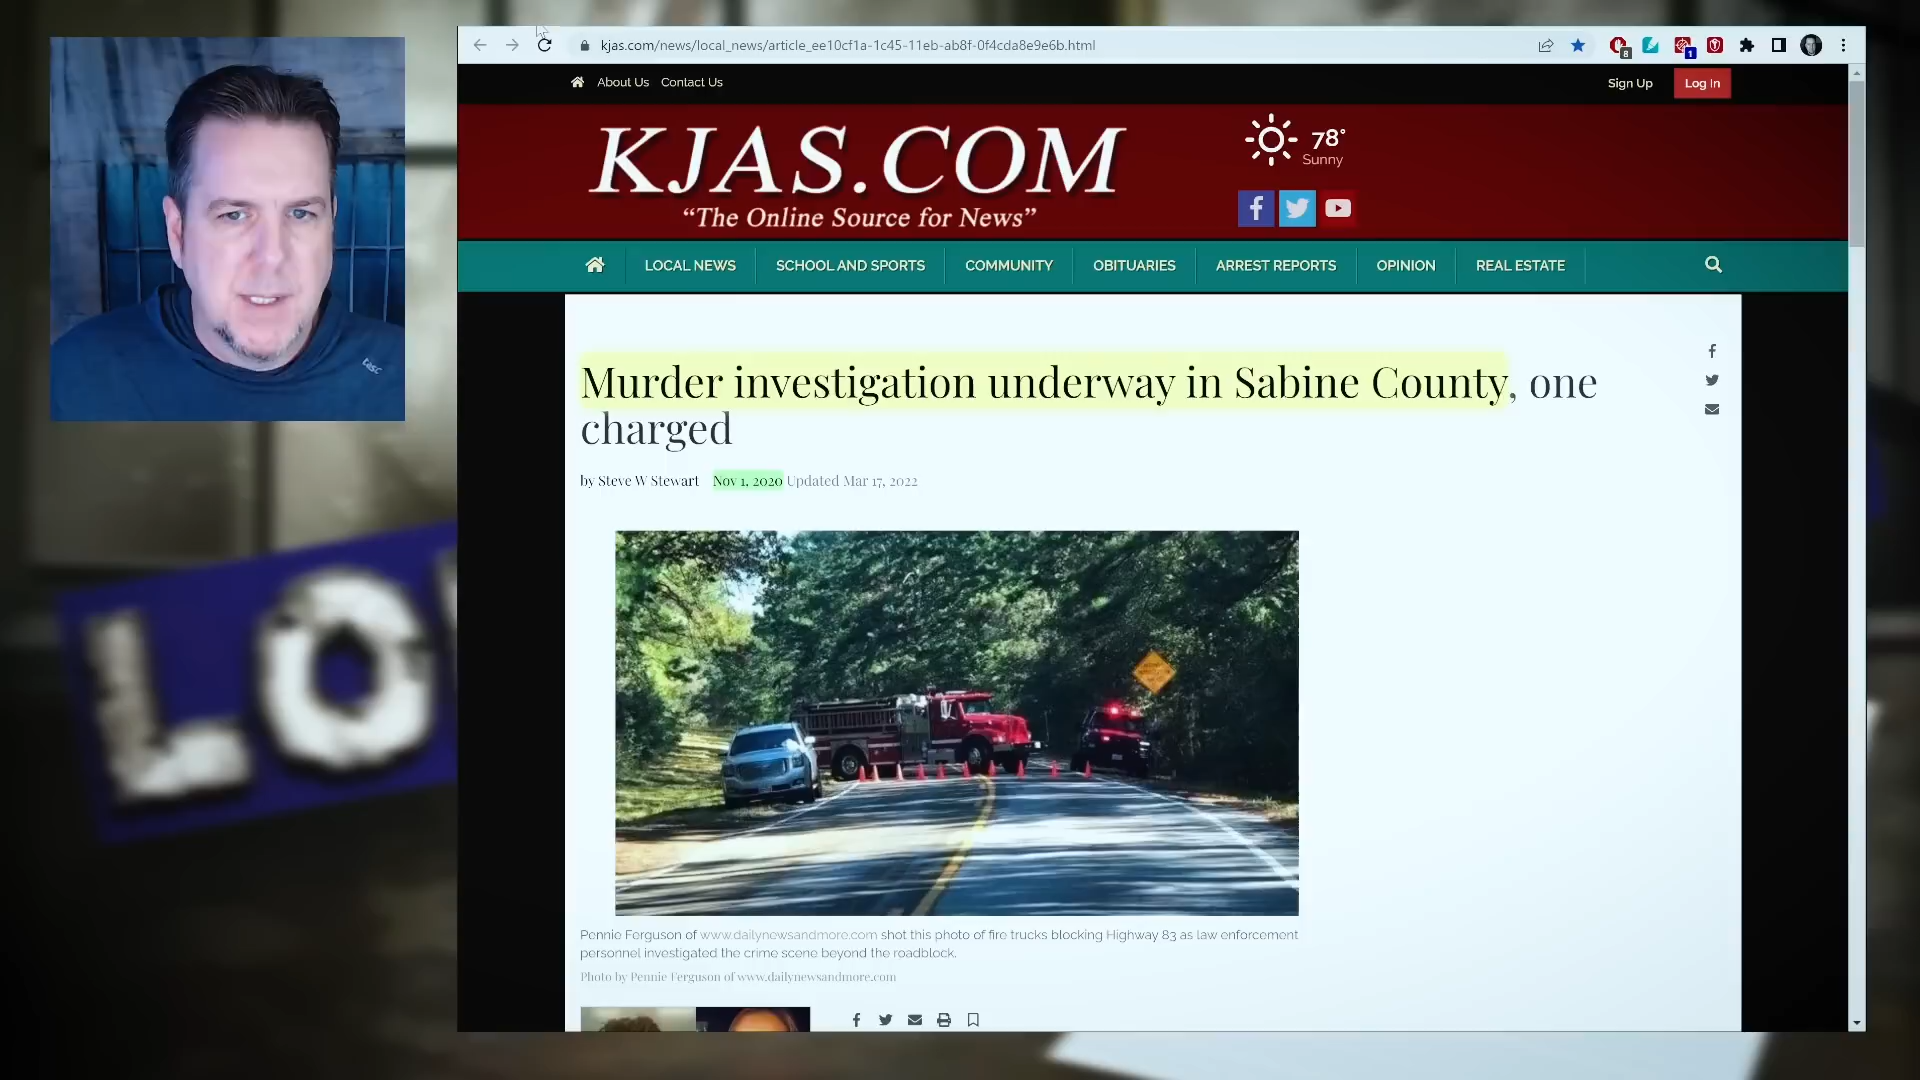 kjas.com/news/local_news/article_ee10cf1a-1c45-11eb-ab8f-0f4cda8e9e6b.html
8
1
About Us Contact Us
Sign Up Log In
KJAS.COM
"The Online Source for News"
78°
Sunny
LOCAL NEWS SCHOOL AND SPORTS COMMUNITY OBITUARIES ARREST REPORTS OPINION REAL ESTATE
Murder investigation underway in Sabine County, one
charged
by Steve W Stewart Nov 1, 2020 Updated Mar 17, 2022
Pennie Ferguson of www.dailynewsandmore.com shot this photo of fire trucks blocking Highway 83 as law enforcement
personnel investigated the crime scene beyond the roadblock.
Photo by Pennie Ferguson of www.dailynewsandmore.com
tasc
LO